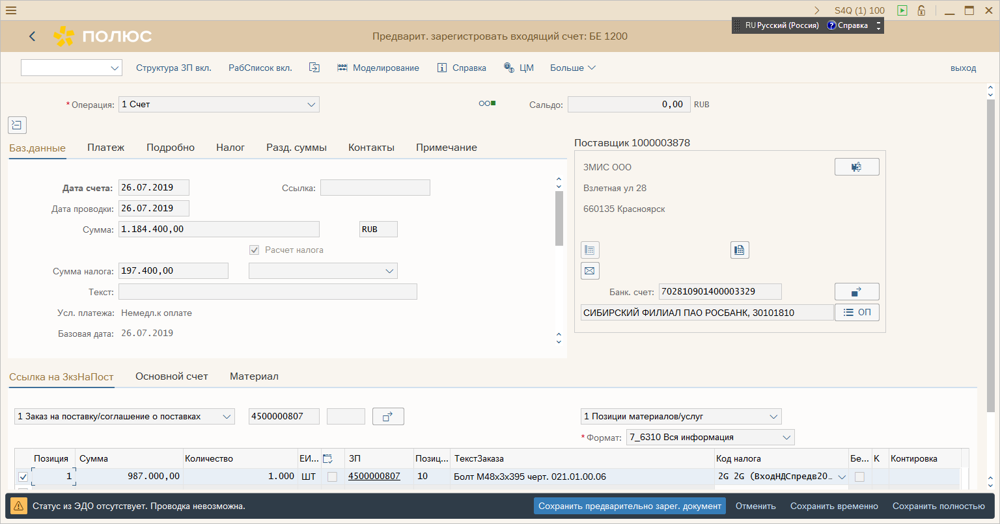 S4Q (1) 100
RU Русский (Россия) Справка
ПОЛЮС
Предварит. зарегистровать входящий счет: БЕ 1200
Структура ЗП вкл. РабСписок вкл. Моделирование Справка ЦМ Больше выход
* Операция: 1 Счет Сальдо: 0,00 RUB
Баз.данные Платеж Подробно Налог Разд. суммы Контакты Примечание
Поставщик 1000003878
ЗМИС ООО
Взлетная ул 28
660135 Красноярск
Дата счета: 26.07.2019 Ссылка:
Дата проводки: 26.07.2019
Сумма: 1.184.400,00 RUB
Расчет налога
Сумма налога: 197.400,00
Текст:
Усл. платежа: Немедл.к оплате
Базовая дата: 26.07.2019
Банк. счет: 702810901400003329
СИБИРСКИЙ ФИЛИАЛ ПАО РОСБАНК, 30101810 ОП
Ссылка на ЗкзНаПост Основной счет Материал
1 Заказ на поставку/соглашение о поставках 4500000807 1 Позиции материалов/услуг
* Формат: 7_6310 Вся информация
Позиция Сумма Количество ЕИ... ЗП Позиц... ТекстЗаказа Код налога Бе... К Контировка
1 987.000,00 1.000 ШТ 4500000807 10 Болт М48х3х395 черт. 021.01.00.06 2G 2G (ВходНДСпредв20...
Статус из ЭДО отсутствует. Проводка невозможна. Сохранить предварительно зарег. документ Отменить Сохранить временно Сохранить полностью